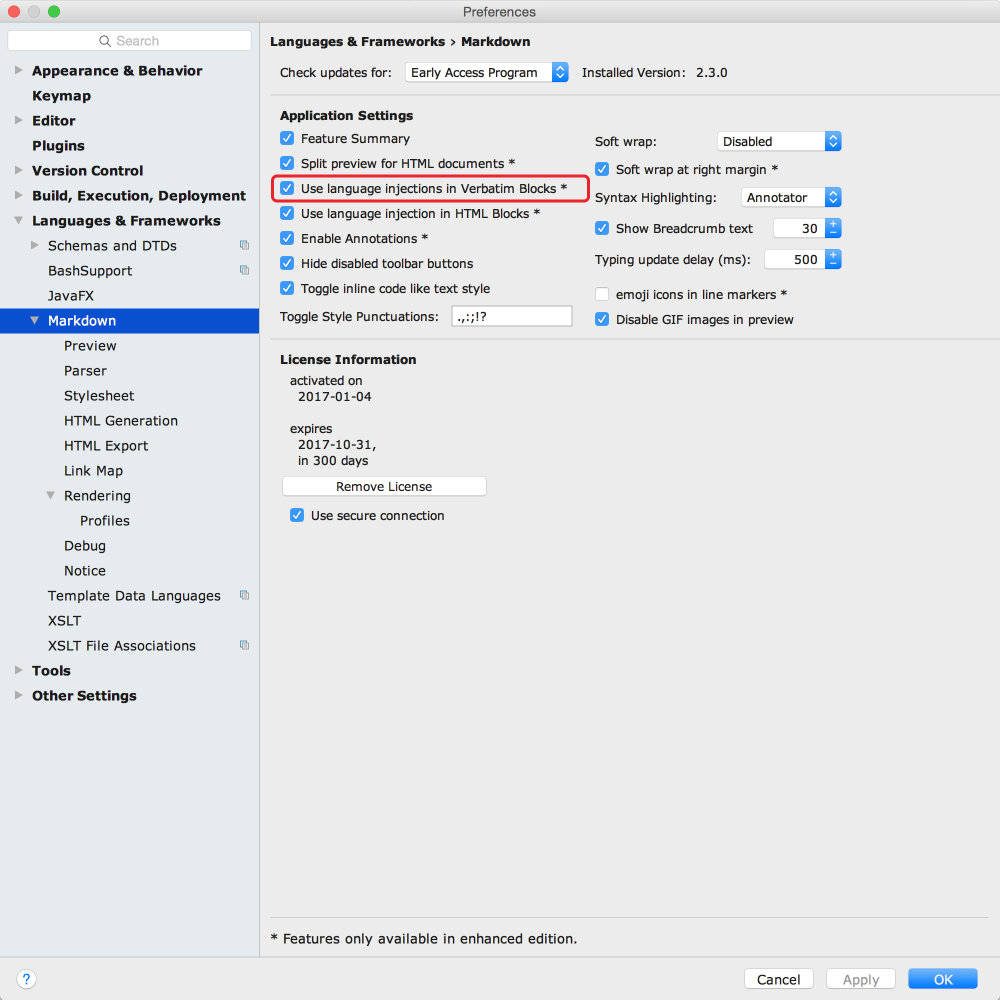 Preferences
Search
Appearance & Behavior
Keymap
Editor
Plugins
Version Control
Build, Execution, Deployment
Languages & Frameworks
Schemas and DTDs
BashSupport
JavaFX
Markdown
Preview
Parser
Stylesheet
HTML Generation
HTML Export
Link Map
Rendering
Profiles
Debug
Notice
Template Data Languages
XSLT
XSLT File Associations
Tools
Other Settings
Languages & Frameworks › Markdown
Check updates for: Early Access Program Installed Version: 2.3.0
Application Settings
Feature Summary
Split preview for HTML documents *
Use language injections in Verbatim Blocks *
Use language injection in HTML Blocks *
Enable Annotations *
Hide disabled toolbar buttons
Toggle inline code like text style
Toggle Style Punctuations: .,:;!?
Soft wrap: Disabled
Soft wrap at right margin *
Syntax Highlighting: Annotator
Show Breadcrumb text 30
Typing update delay (ms): 500
emoji icons in line markers *
Disable GIF images in preview
License Information
activated on
2017-01-04
expires
2017-10-31,
in 300 days
Remove License
Use secure connection
* Features only available in enhanced edition.
?
Cancel
Apply
OK